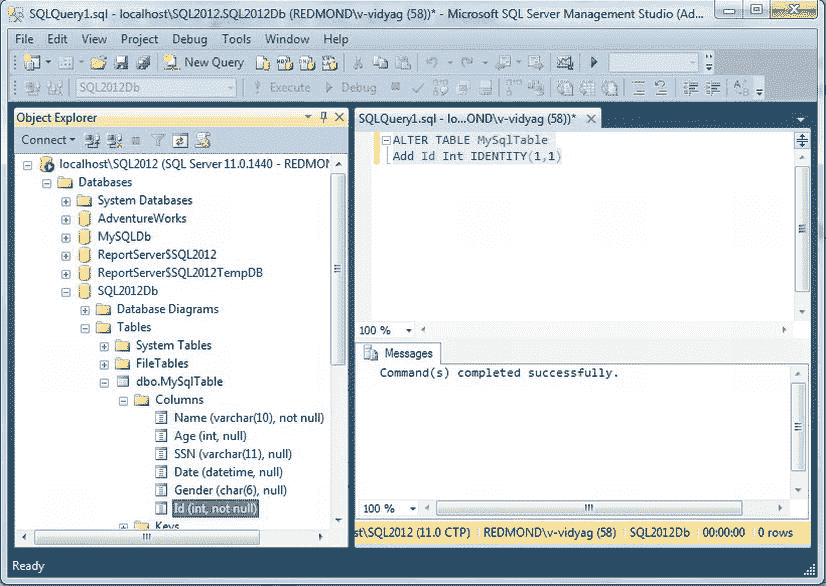 SQLQuery1.sql - localhost\SQL2012.SQL2012Db (REDMOND\v-vidyag (58))* - Microsoft SQL Server Management Studio (Ad...
File Edit View Project Debug Tools Window Help
New Query
SQL2012Db
Execute
Debug
Object Explorer
Connect
localhost\SQL2012 (SQL Server 11.0.1440 - REDMON
Databases
System Databases
AdventureWorks
MySQLDb
ReportServer$SQL2012
ReportServer$SQL2012TempDB
SQL2012Db
Database Diagrams
Tables
System Tables
FileTables
dbo.MySqlTable
Columns
Name (varchar(10), not null)
Age (int, null)
SSN (varchar(11), null)
Date (datetime, null)
Gender (char(6), null)
Id (int, not null)
Keys
SQLQuery1.sql - lo...OND\v-vidyag (58))*
ALTER TABLE MySqlTable
Add Id Int IDENTITY(1,1)
100 %
Messages
Command(s) completed successfully.
100 %
st\SQL2012 (11.0 CTP) REDMOND\v-vidyag (58) SQL2012Db 00:00:00 0 rows
Ready